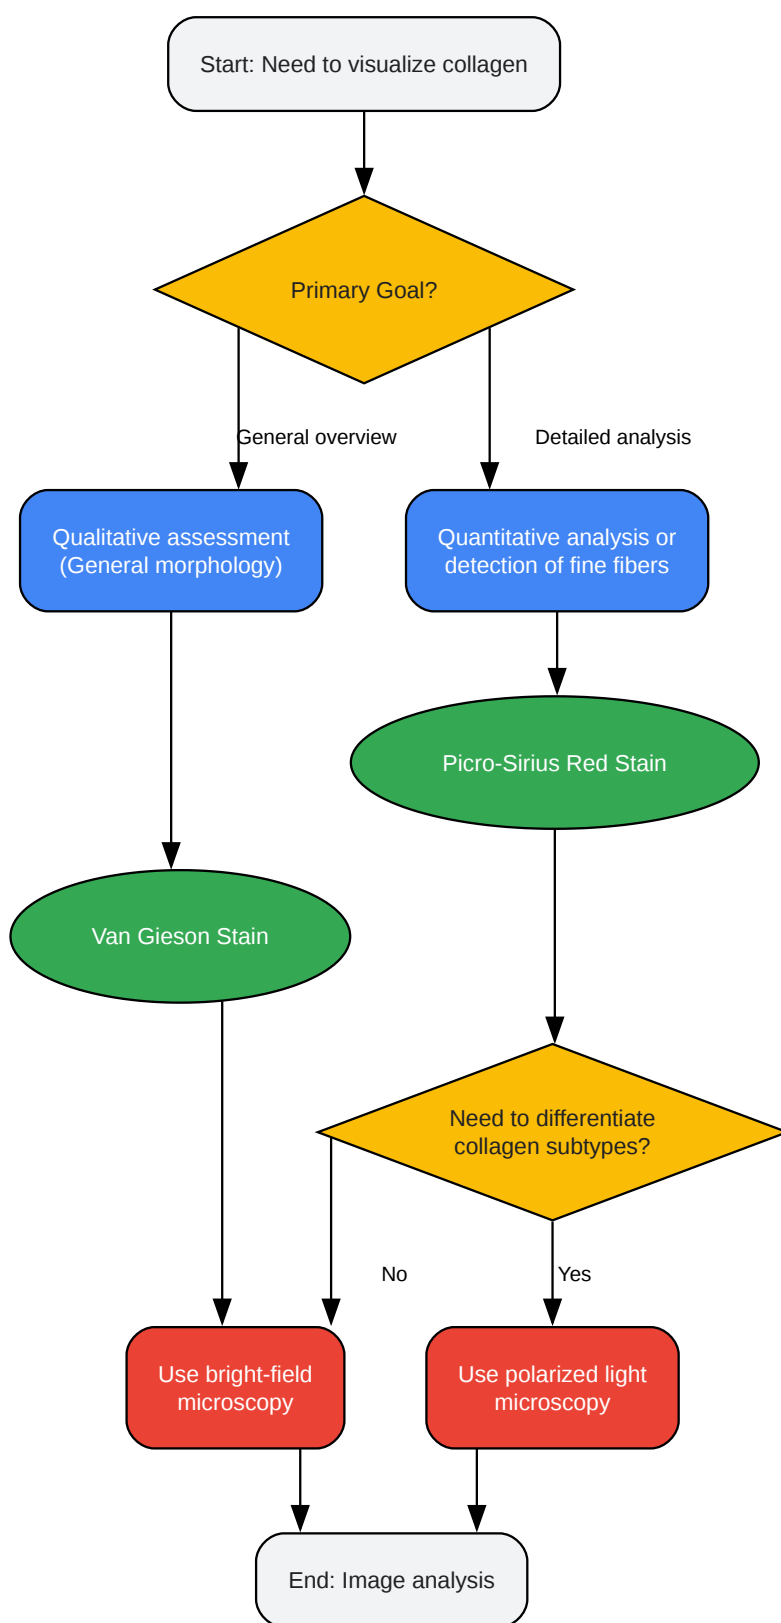 Start: Need to visualize collagen
Primary Goal?
General overview
Detailed analysis
Qualitative assessment
(General morphology)
Quantitative analysis or
detection of fine fibers
Picro-Sirius Red Stain
Van Gieson Stain
Need to differentiate
collagen subtypes?
No
Yes
Use bright-field
microscopy
Use polarized light
microscopy
End: Image analysis